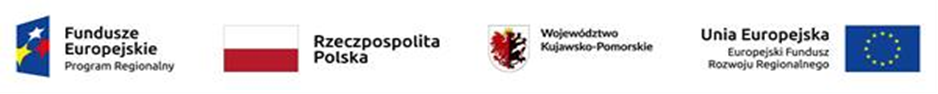 Fundusze
Europejskie
Program Regionalny
Rzeczpospolita
Polska
Województwo
Kujawsko-Pomorskie
Unia Europejska
Europejski Fundusz
Rozwoju Regionalnego